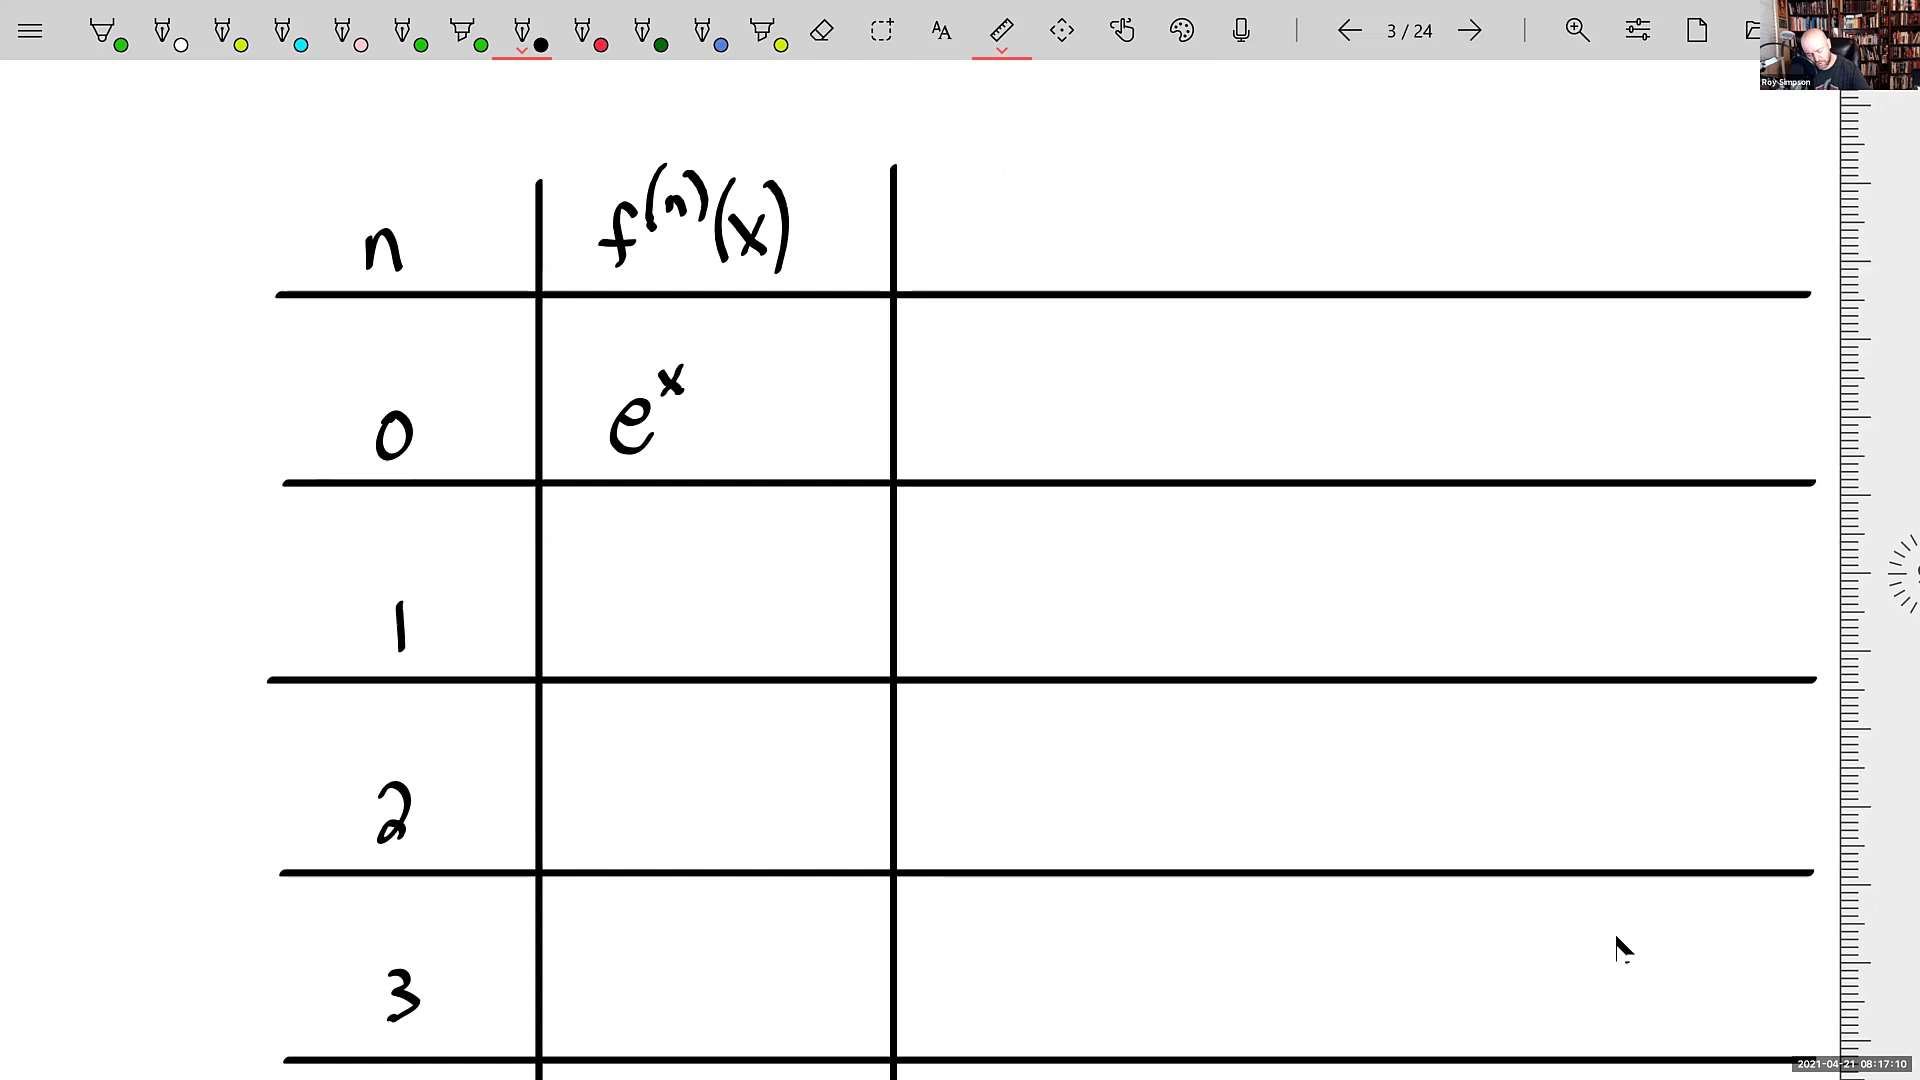 3 / 24
Roy Simpson
n f^(n)(x)
0 e^x
1
2
3
2021-04-21 08:17:10